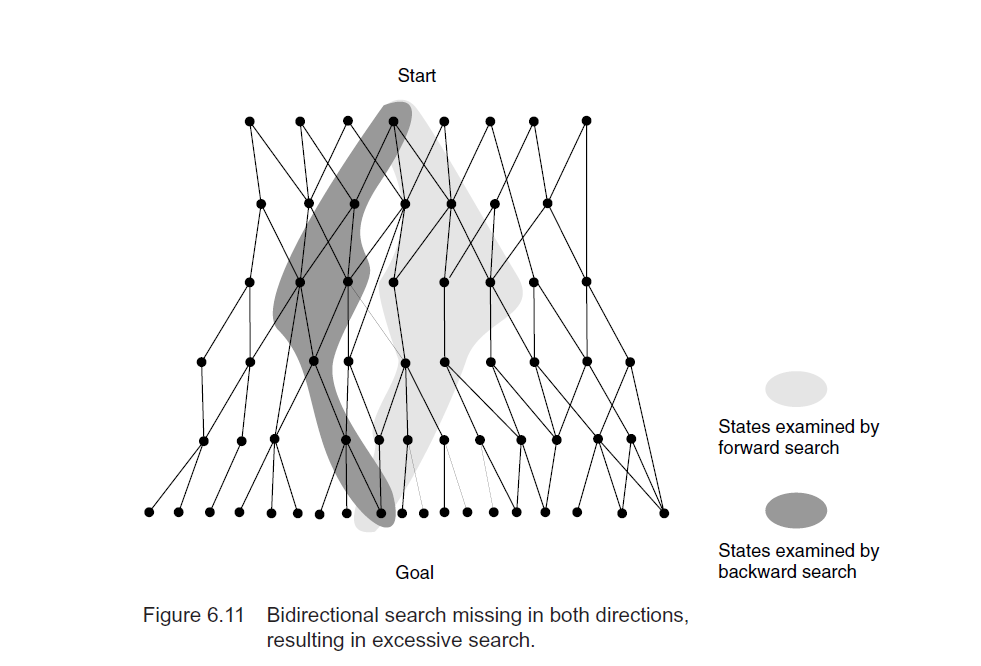 Start
States examined by
forward search
States examined by
backward search
Goal
Figure 6.11 Bidirectional search missing in both directions,
resulting in excessive search.